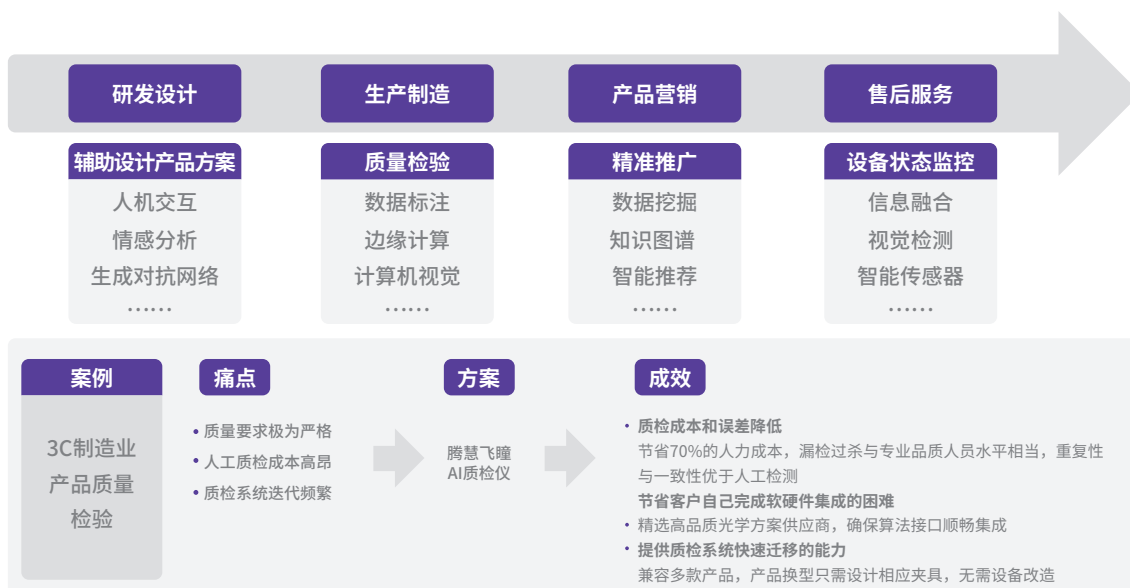 研发设计
生产制造
产品营销
售后服务
辅助设计产品方案
人机交互
情感分析
生成对抗网络
……
质量检验
数据标注
边缘计算
计算机视觉
……
精准推广
数据挖掘
知识图谱
智能推荐
……
设备状态监控
信息融合
视觉检测
智能传感器
……
案例
3C制造业
产品质量
检验
痛点
• 质量要求极为严格
• 人工质检成本高昂
• 质检系统迭代频繁
方案
腾慧飞瞳
AI质检仪
成效
• 质检成本和误差降低
节省70%的人力成本，漏检过杀与专业品质人员水平相当，重复性
与一致性优于人工检测
节省客户自己完成软硬件集成的困难
• 精选高品质光学方案供应商，确保算法接口顺畅集成
• 提供质检系统快速迁移的能力
兼容多款产品，产品换型只需设计相应夹具，无需设备改造